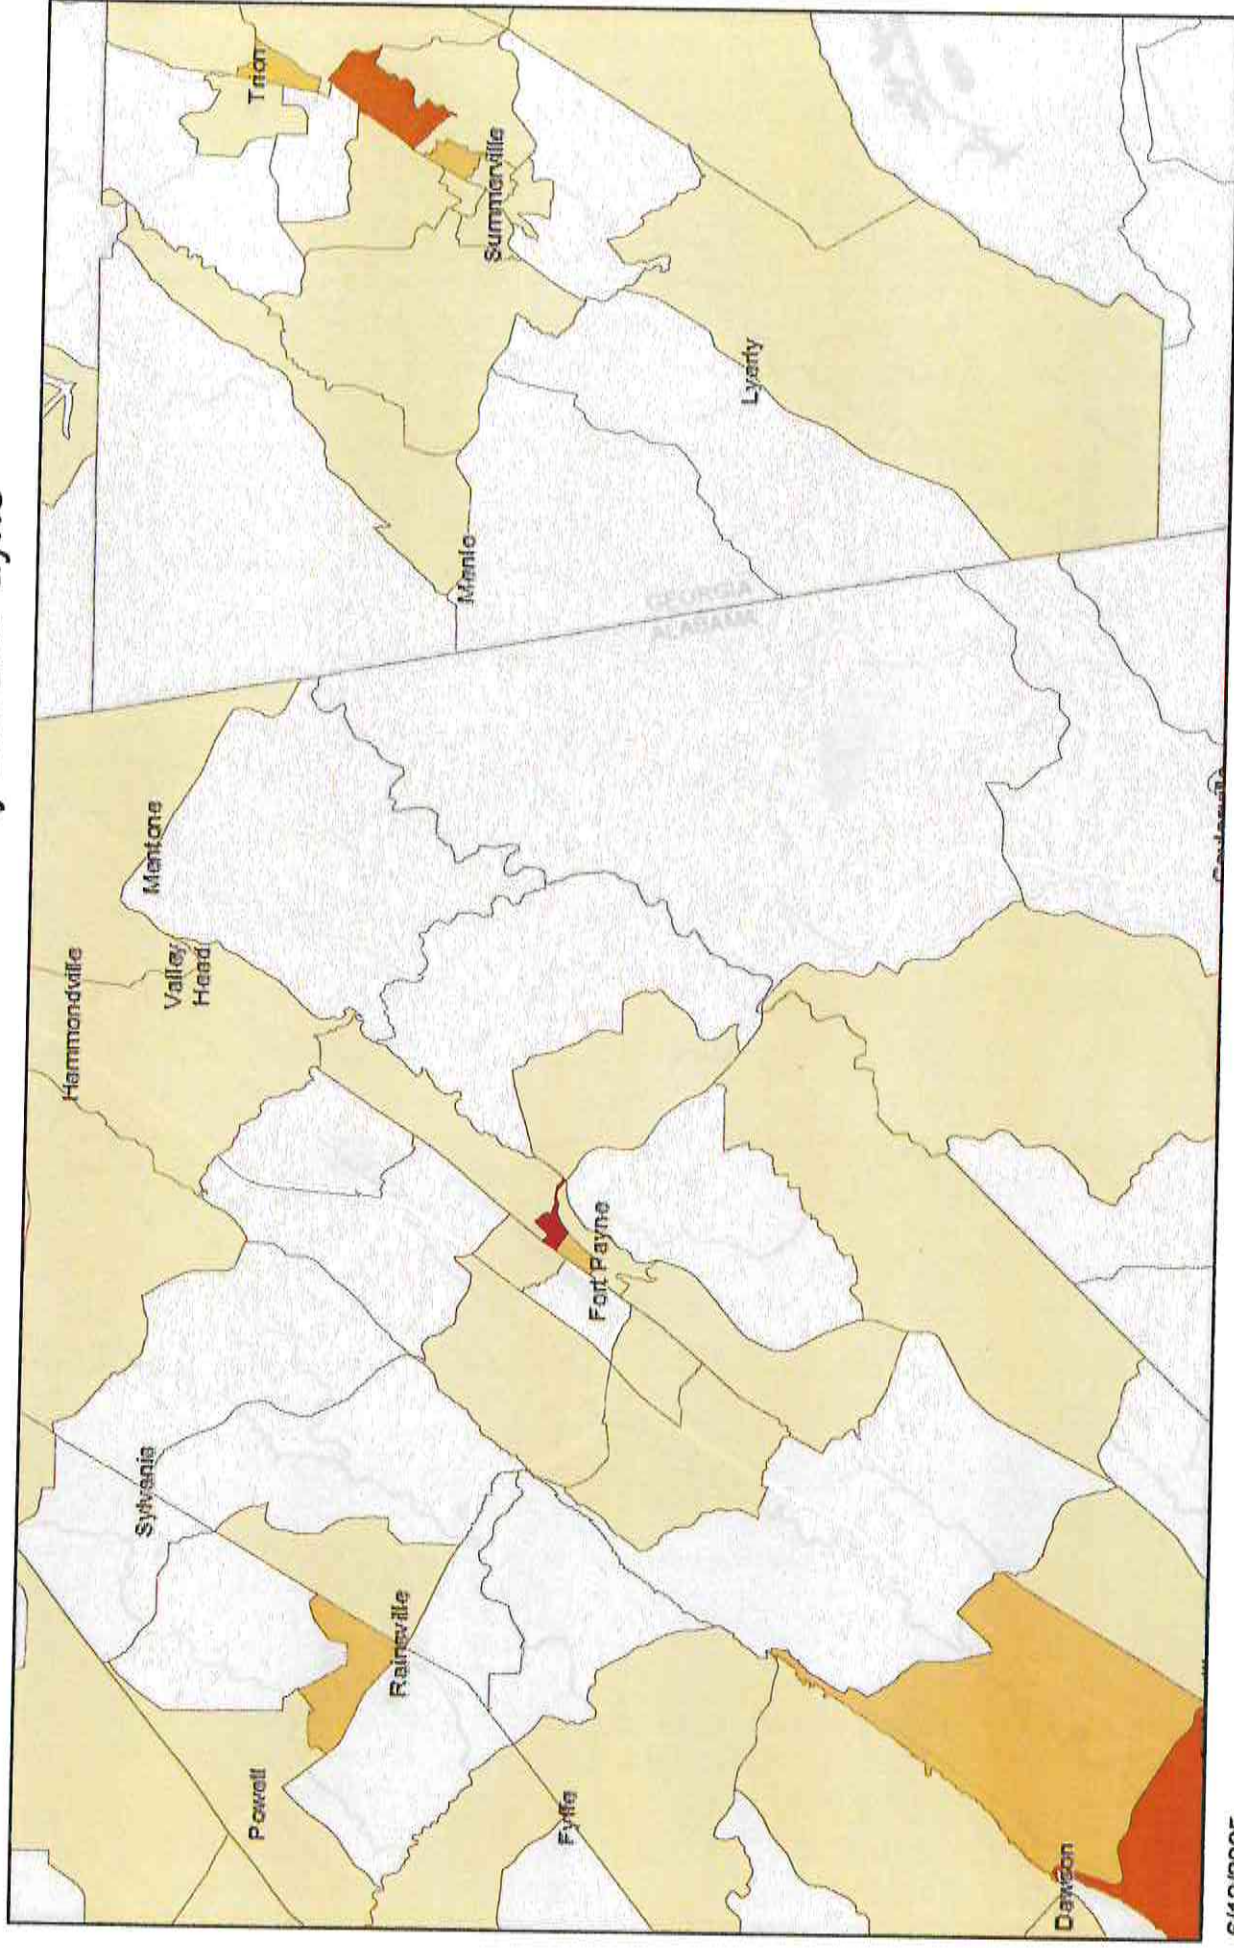 Hammondville
Sylvania
Mentone
Valley
Head
Powell
Trion
Rainsville
Menlo
Summerville
Fyffe
Fort Payne
GEORGIA
ALABAMA
Lyerly
Dawson